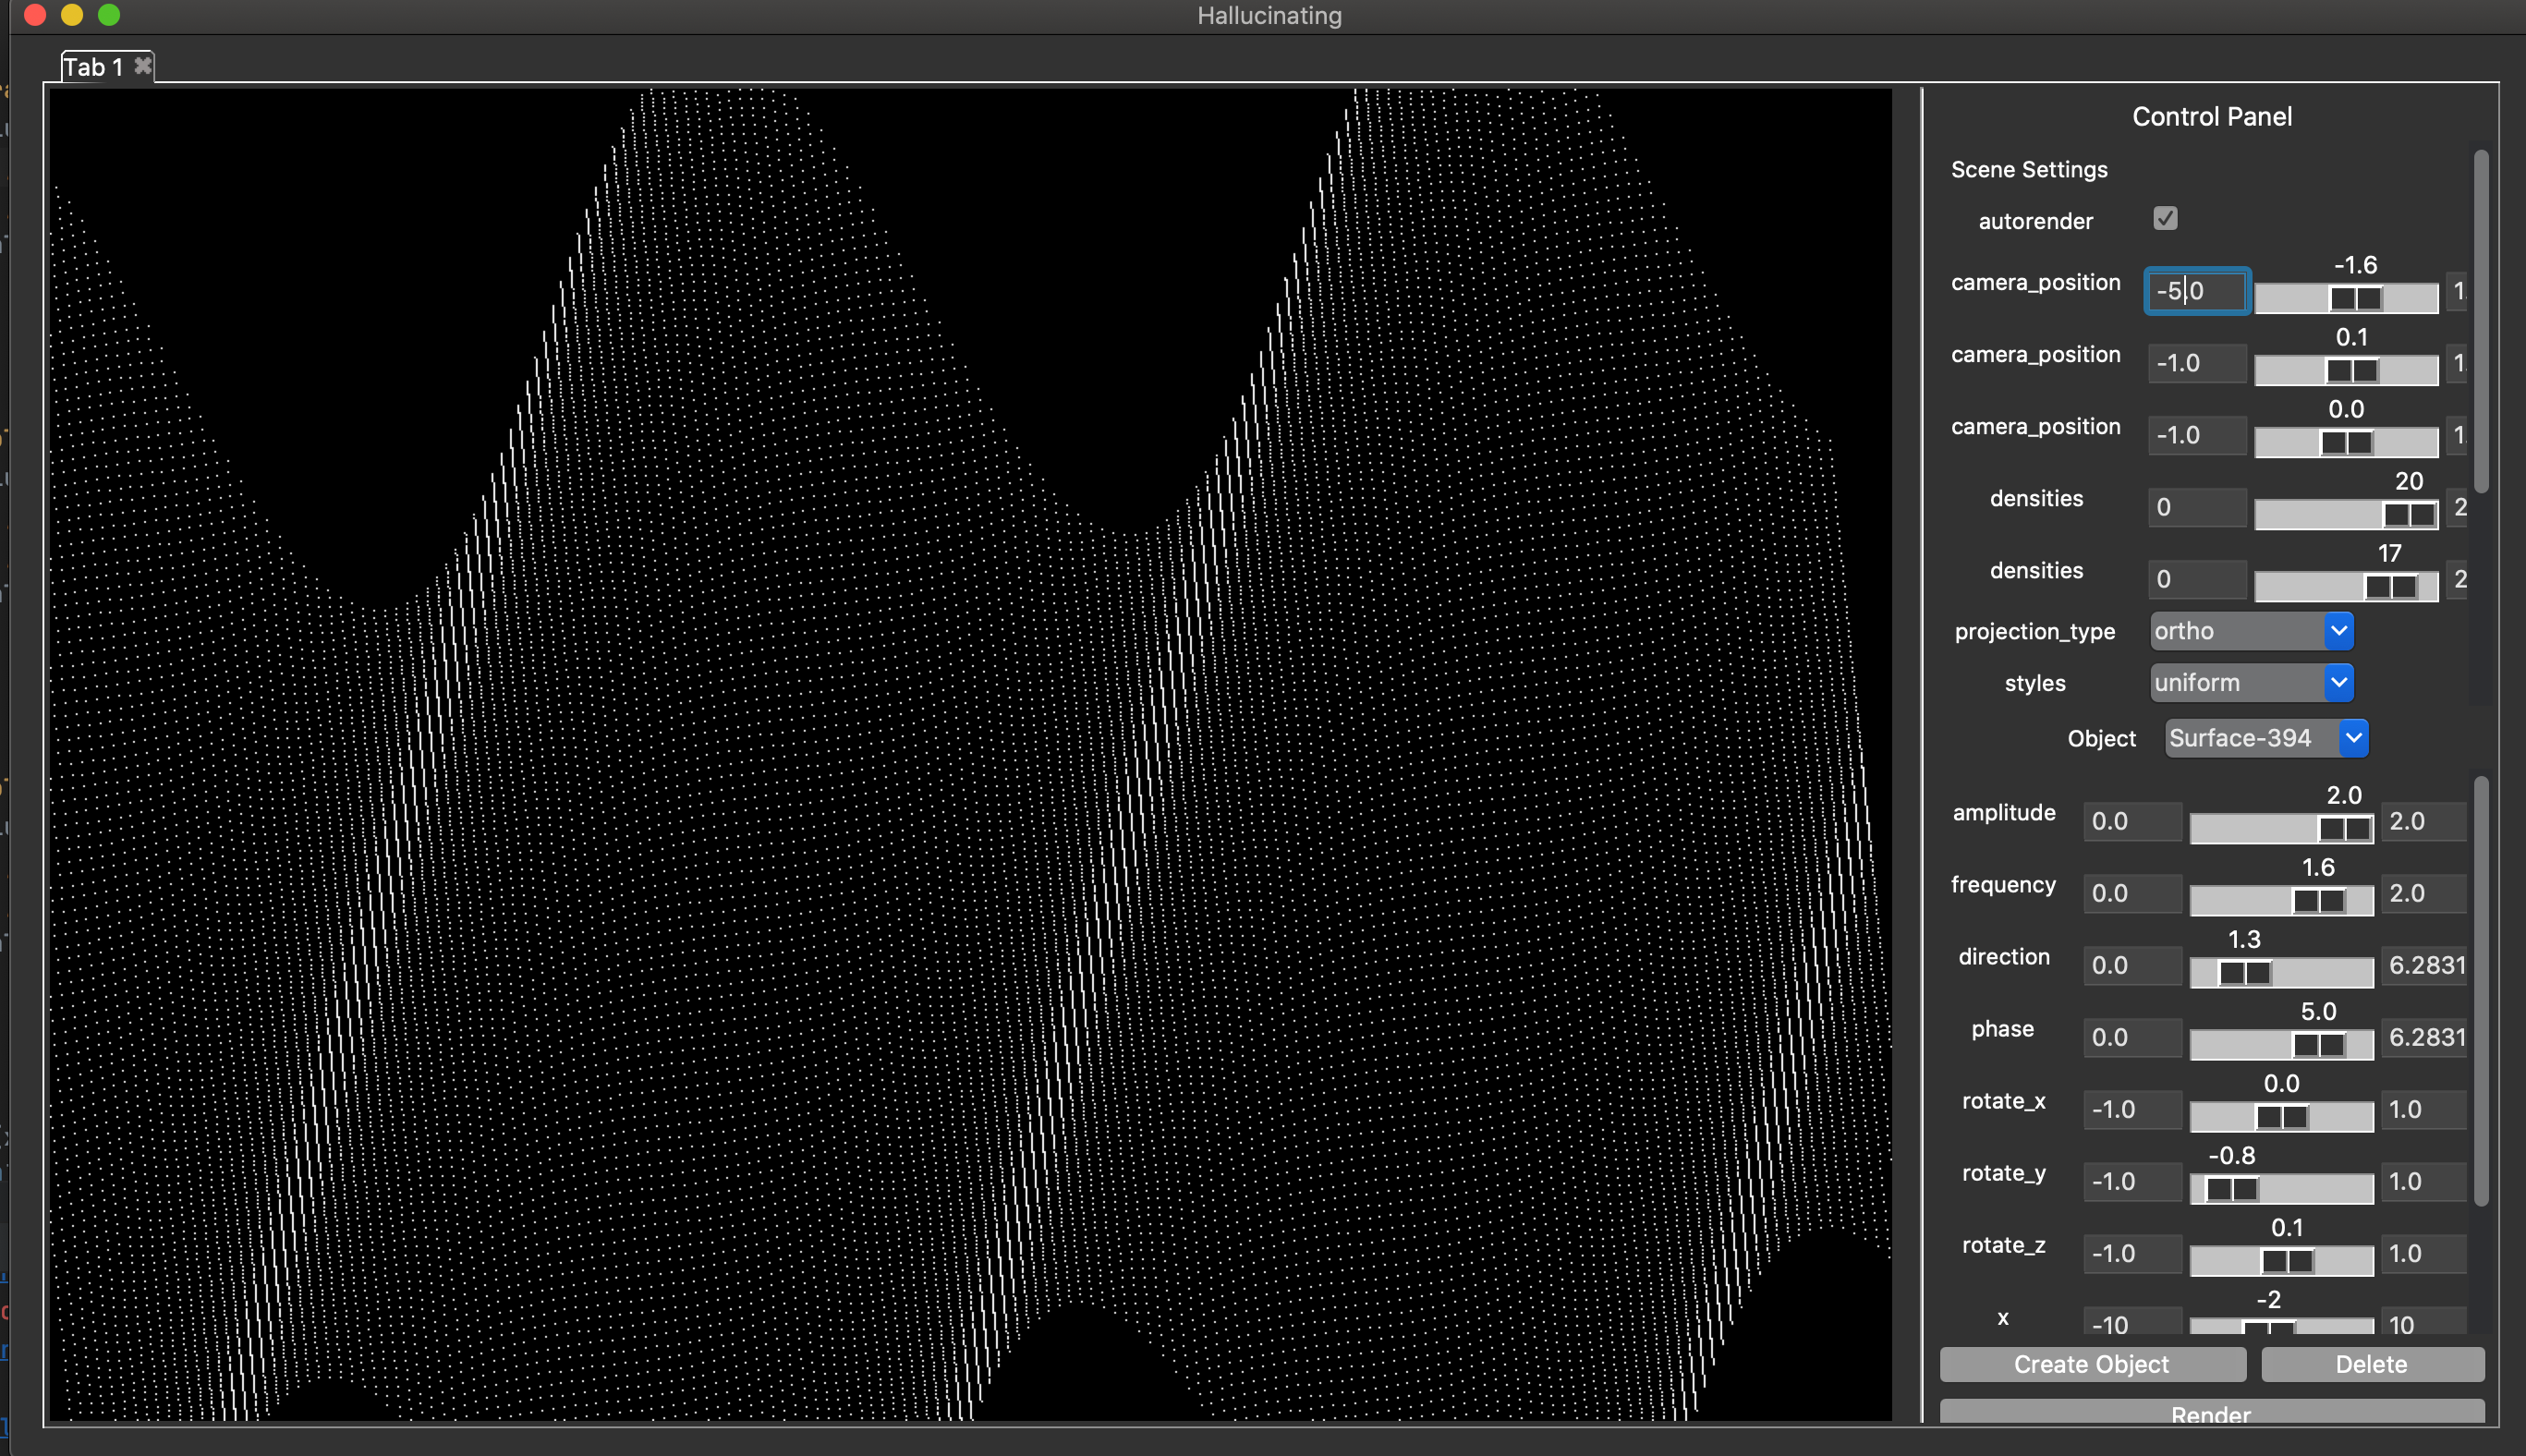 Hallucinating
Tab 1
Control Panel
Scene Settings
autorender
camera_position -5.0 -1.6 1.
camera_position -1.0 0.1 1.
camera_position -1.0 0.0 1.
densities 0 20 2
densities 0 17 2
projection_type ortho
styles uniform
Object Surface-394
amplitude 0.0 2.0 2.0
frequency 0.0 1.6 2.0
direction 0.0 1.3 6.2831
phase 0.0 5.0 6.2831
rotate_x -1.0 0.0 1.0
rotate_y -1.0 -0.8 1.0
rotate_z -1.0 0.1 1.0
x -10 -2 10
Create Object Delete
Render